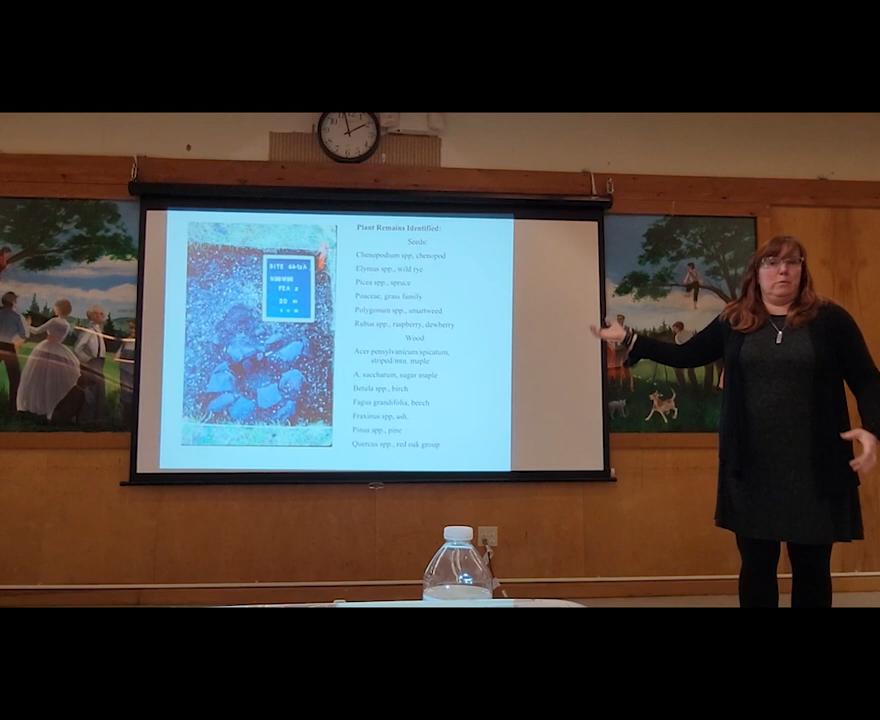 Plant Remains Identified:
Seeds:
Chenopodium spp, chenopod
Elymus spp., wild rye
Picea spp., spruce
Poaceae, grass family
Polygonum spp., smartweed
Rubus spp., raspberry, dewberry
Wood
Acer pensylvanicum/spicatum,
striped/mtn. maple
A. saccharum, sugar maple
Betula spp., birch
Fagus grandifolia, beech
Fraxinus spp, ash,
Pinus spp., pine
Quercus spp., red oak group
SITE
FEA 2
20